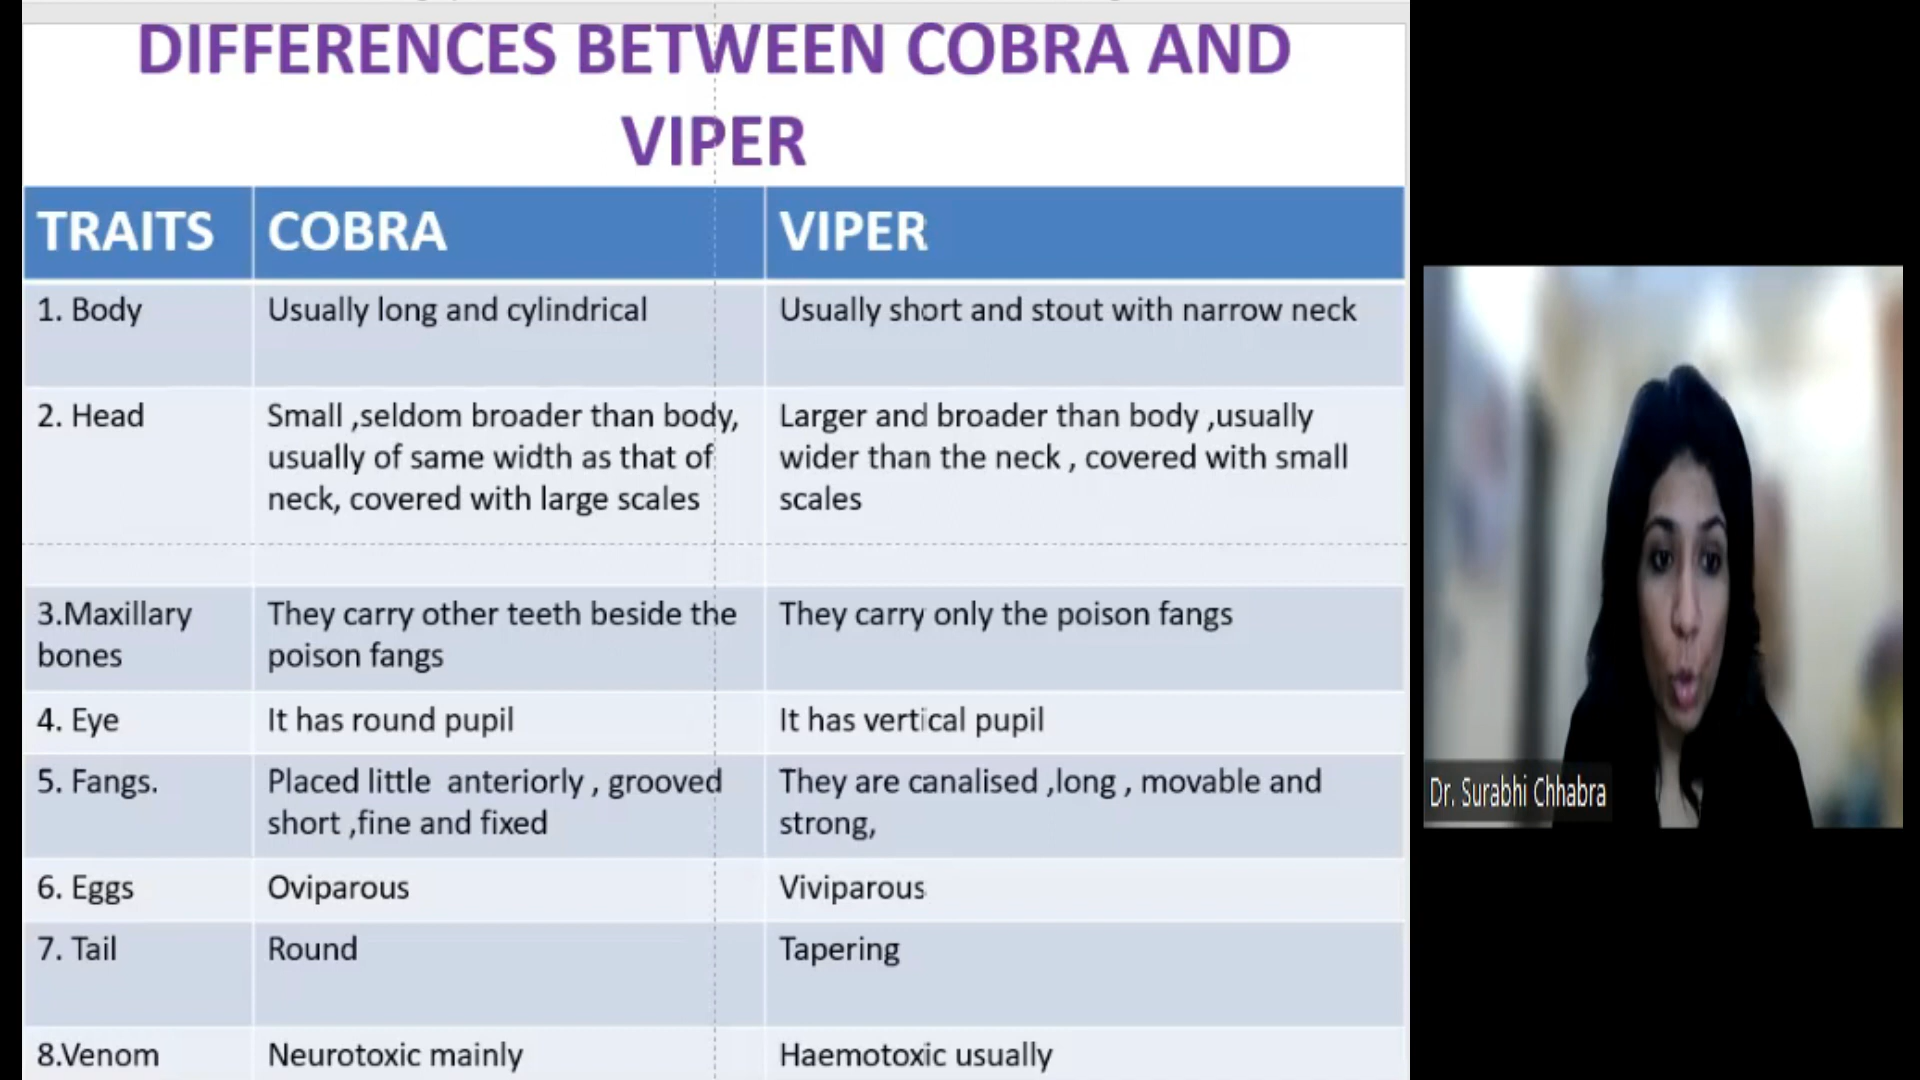 DIFFERENCES BETWEEN COBRA AND
VIPER
TRAITS COBRA VIPER
1. Body Usually long and cylindrical Usually short and stout with narrow neck
2. Head Small ,seldom broader than body, Larger and broader than body ,usually
usually of same width as that of wider than the neck , covered with small
neck, covered with large scales scales
3.Maxillary They carry other teeth beside the They carry only the poison fangs
bones poison fangs
4. Eye It has round pupil It has vertical pupil
5. Fangs. Placed little anteriorly , grooved They are canalised ,long , movable and
short ,fine and fixed strong,
6. Eggs Oviparous Viviparous
7. Tail Round Tapering
8.Venom Neurotoxic mainly Haemotoxic usually
Dr. Surabhi Chhabra